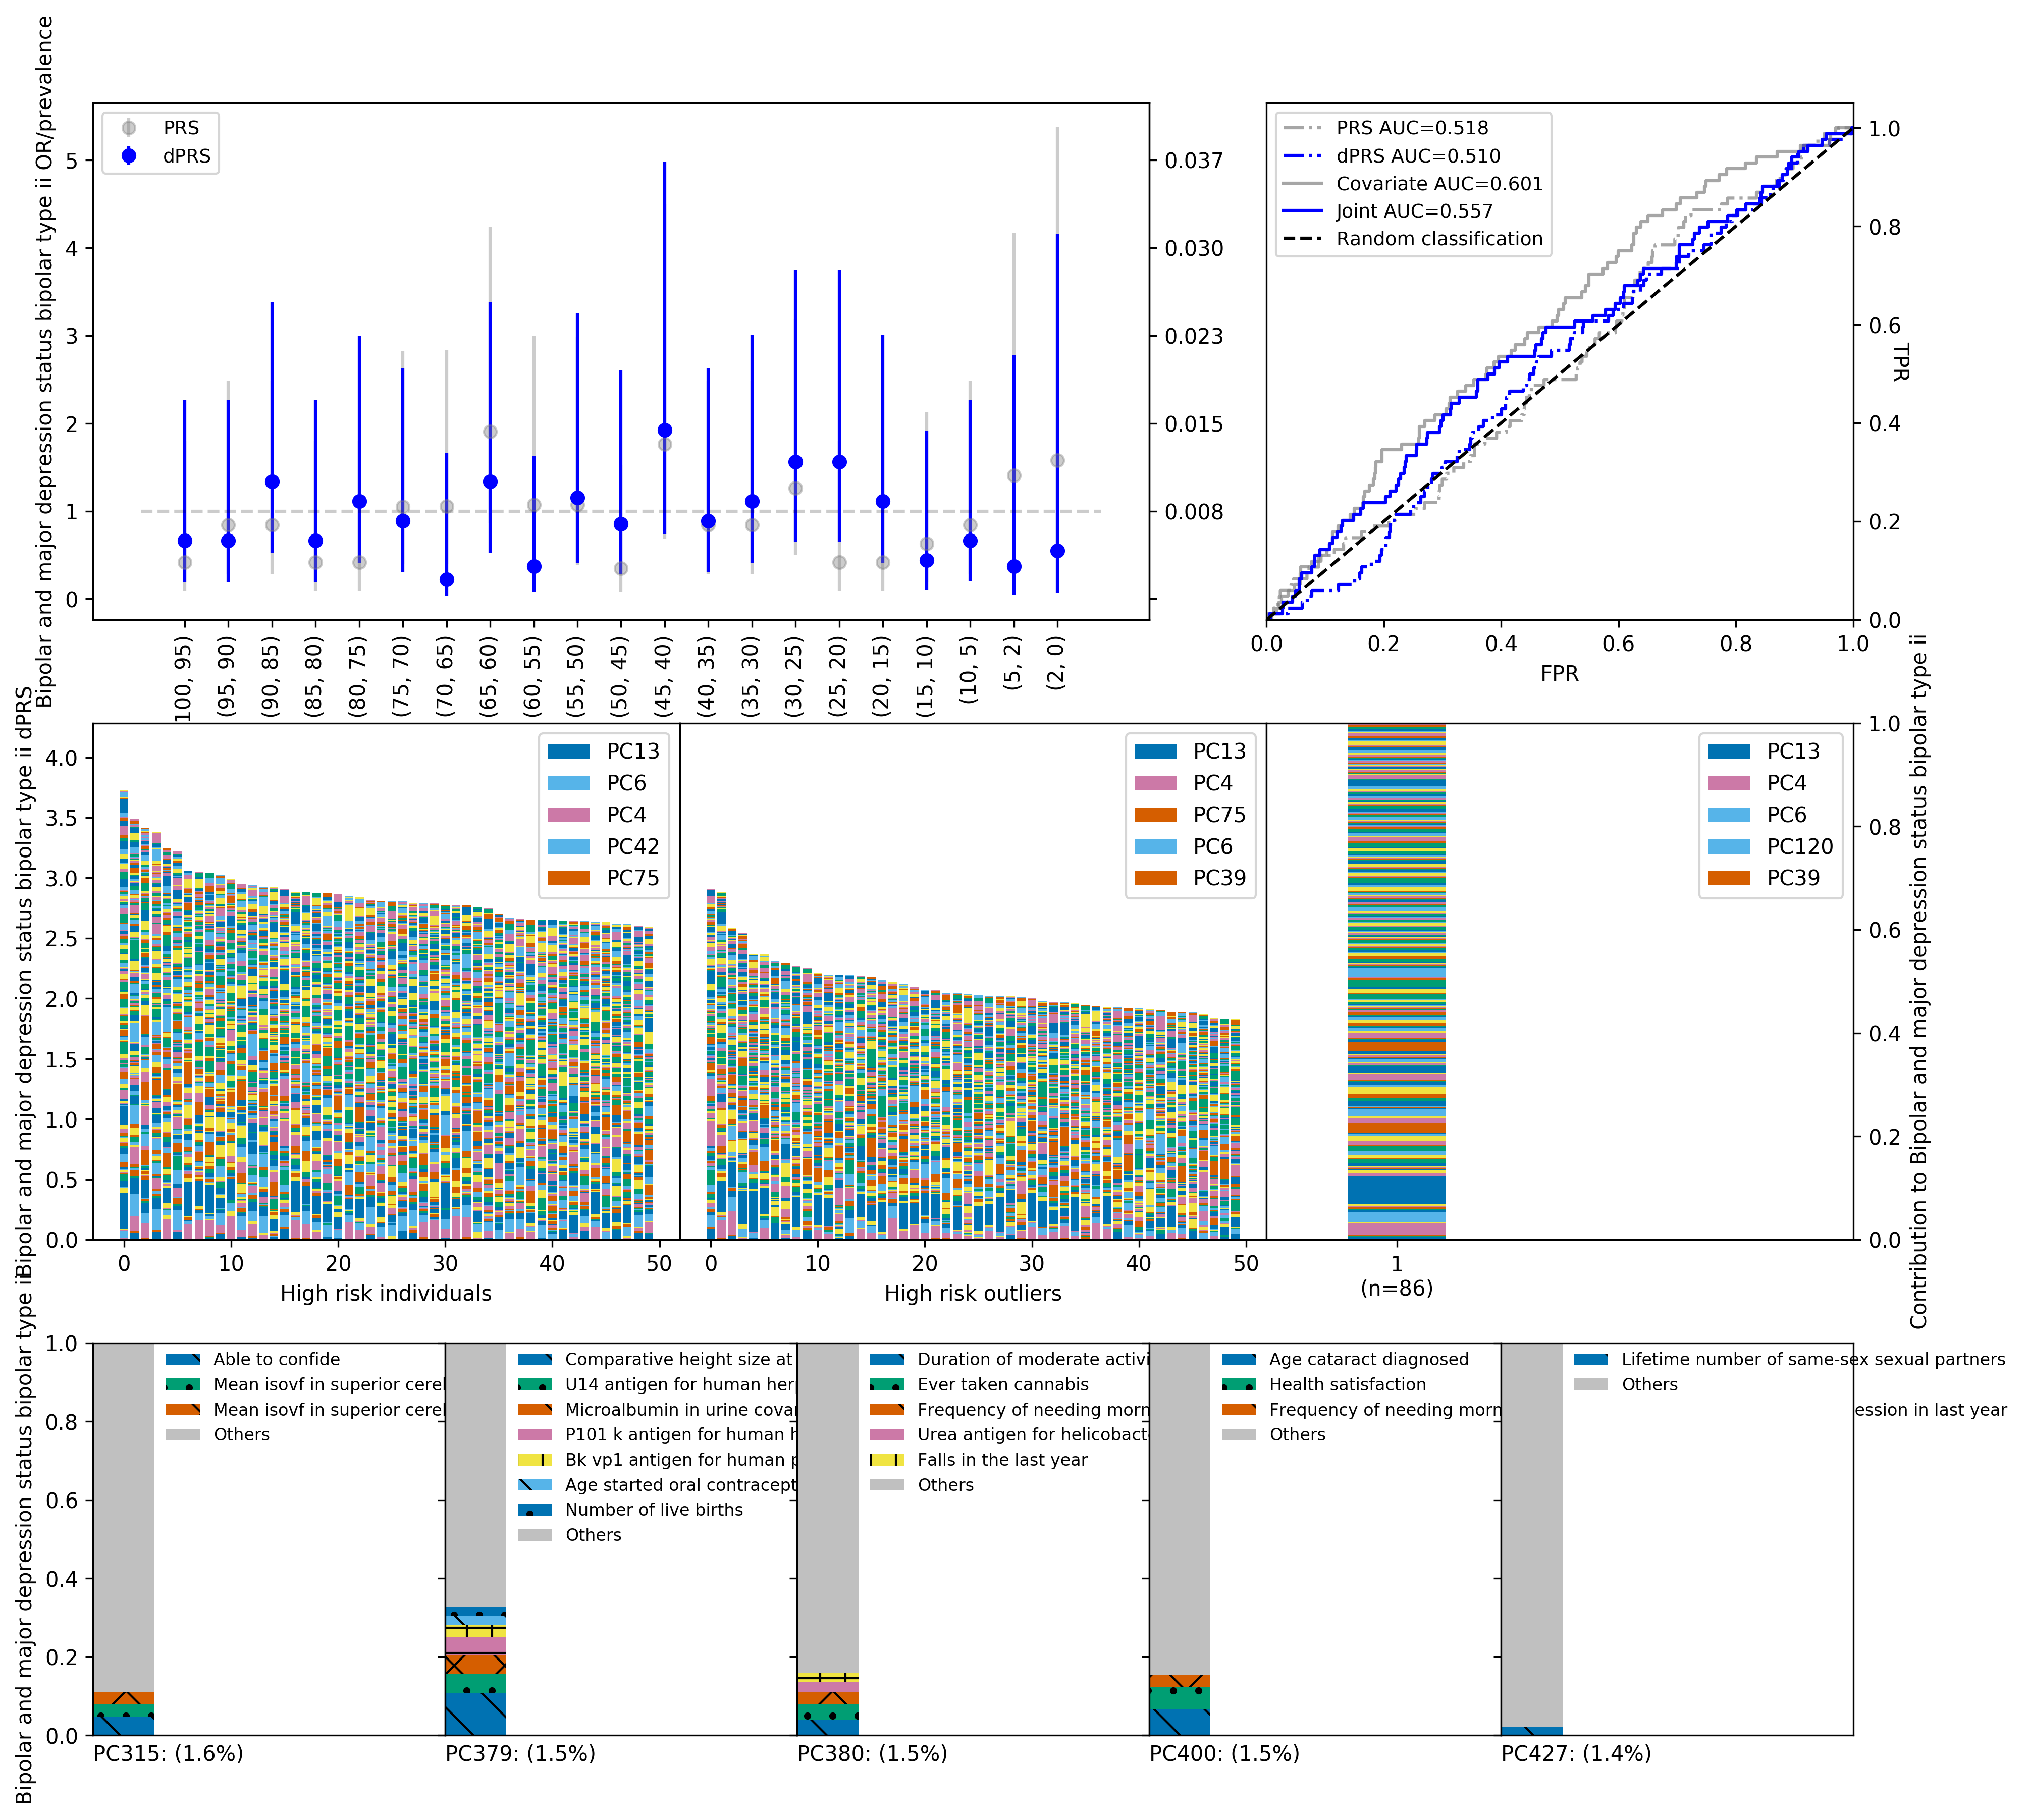 Bipolar and major depression status bipolar type ii OR/prevalence
PRS
dPRS
5
4
3
2
1
0
0.037
0.030
0.023
0.015
0.008
100, 95)
(95, 90)
(90, 85)
(85, 80)
(80, 75)
(75, 70)
(70, 65)
(65, 60)
(60, 55)
(55, 50)
(50, 45)
(45, 40)
(40, 35)
(35, 30)
(30, 25)
(25, 20)
(20, 15)
(15, 10)
(10, 5)
(5, 2)
(2, 0)
PRS AUC=0.518
dPRS AUC=0.510
Covariate AUC=0.601
Joint AUC=0.557
Random classification
1.0
0.8
0.6
0.4
0.2
0.0
TPR
0.0 0.2 0.4 0.6 0.8 1.0
FPR
Bipolar and major depression status bipolar type ii dPRS
4.0
3.5
3.0
2.5
2.0
1.5
1.0
0.5
0.0
PC13
PC6
PC4
PC42
PC75
0 10 20 30 40 50
High risk individuals
PC13
PC4
PC75
PC6
PC39
0 10 20 30 40 50
High risk outliers
PC13
PC4
PC6
PC120
PC39
1
(n=86)
1.0
0.8
0.6
0.4
0.2
0.0
Contribution to Bipolar and major depression status bipolar type ii
Bipolar and major depression status bipolar type ii
1.0
0.8
0.6
0.4
0.2
0.0
Able to confide
Mean isovf in superior cerel
Mean isovf in superior cerel
Others
PC315: (1.6%)
Comparative height size at
U14 antigen for human her
Microalbumin in urine cova
P101 k antigen for human h
Bk vp1 antigen for human p
Age started oral contracept
Number of live births
Others
PC379: (1.5%)
Duration of moderate activi
Ever taken cannabis
Frequency of needing morn
Urea antigen for helicobact
Falls in the last year
Others
PC380: (1.5%)
Age cataract diagnosed
Health satisfaction
Frequency of needing morn
Others
PC400: (1.5%)
Lifetime number of same-sex sexual partners
Others
ession in last year
PC427: (1.4%)